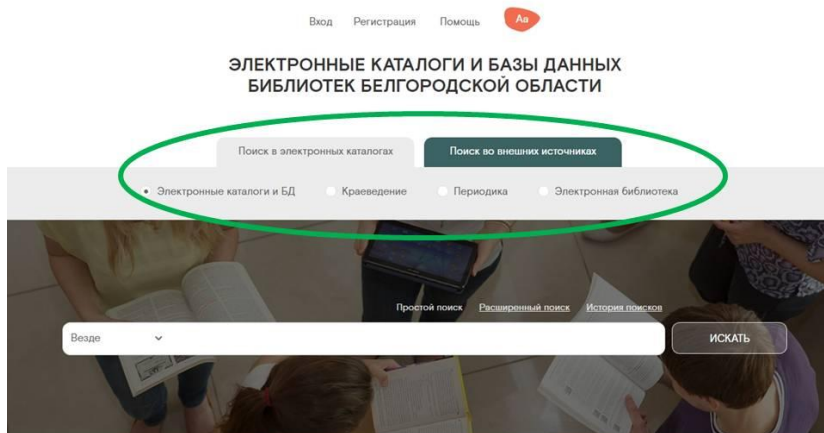 Вход Регистрация Помощь Аа
ЭЛЕКТРОННЫЕ КАТАЛОГИ И БАЗЫ ДАННЫХ
БИБЛИОТЕК БЕЛГОРОДСКОЙ ОБЛАСТИ
Поиск в электронных каталогах Поиск во внешних источниках
Электронные каталоги и БД Краеведение Периодика Электронная библиотека
Простой поиск Расширенный поиск История поисков
Везде ИСКАТЬ